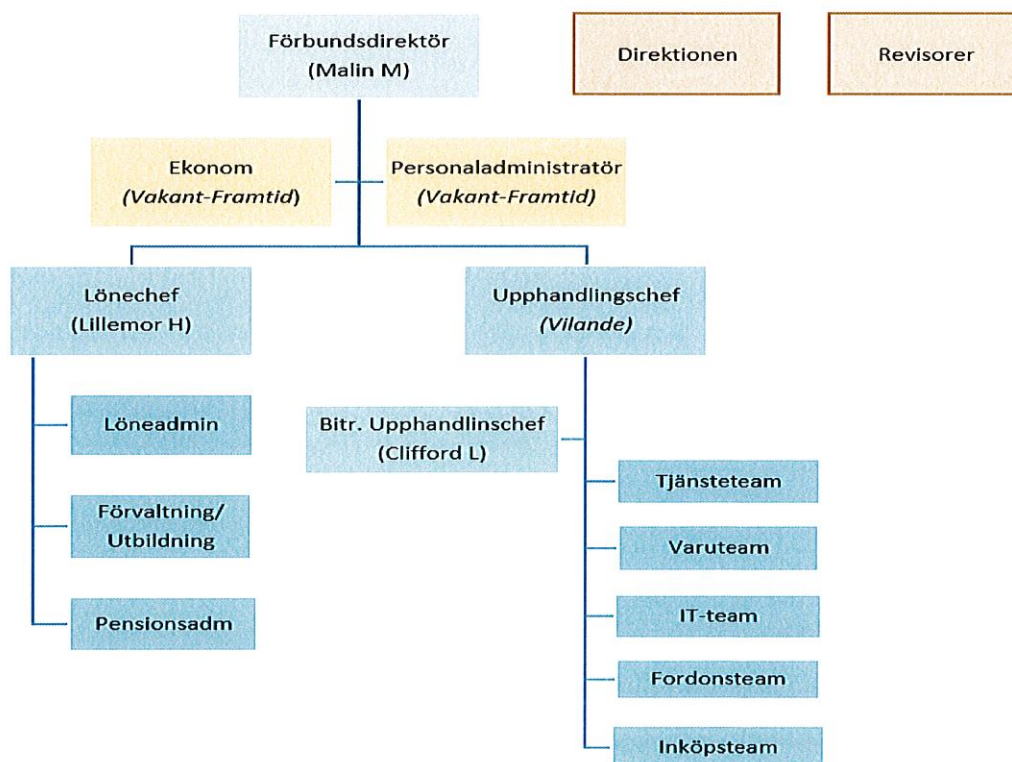 Förbundsdirektör
(Malin M)
Direktionen
Revisorer
Ekonom
(Vakant-Framtid)
Personaladministratör
(Vakant-Framtid)
Lönechef
(Lillemor H)
Upphandlingschef
(Vilande)
Löneadmin
Förvaltning/
Utbildning
Pensionsadm
Bitr. Upphandlinschef
(Clifford L)
Tjänsteteam
Varuteam
IT-team
Fordonsteam
Inköpsteam